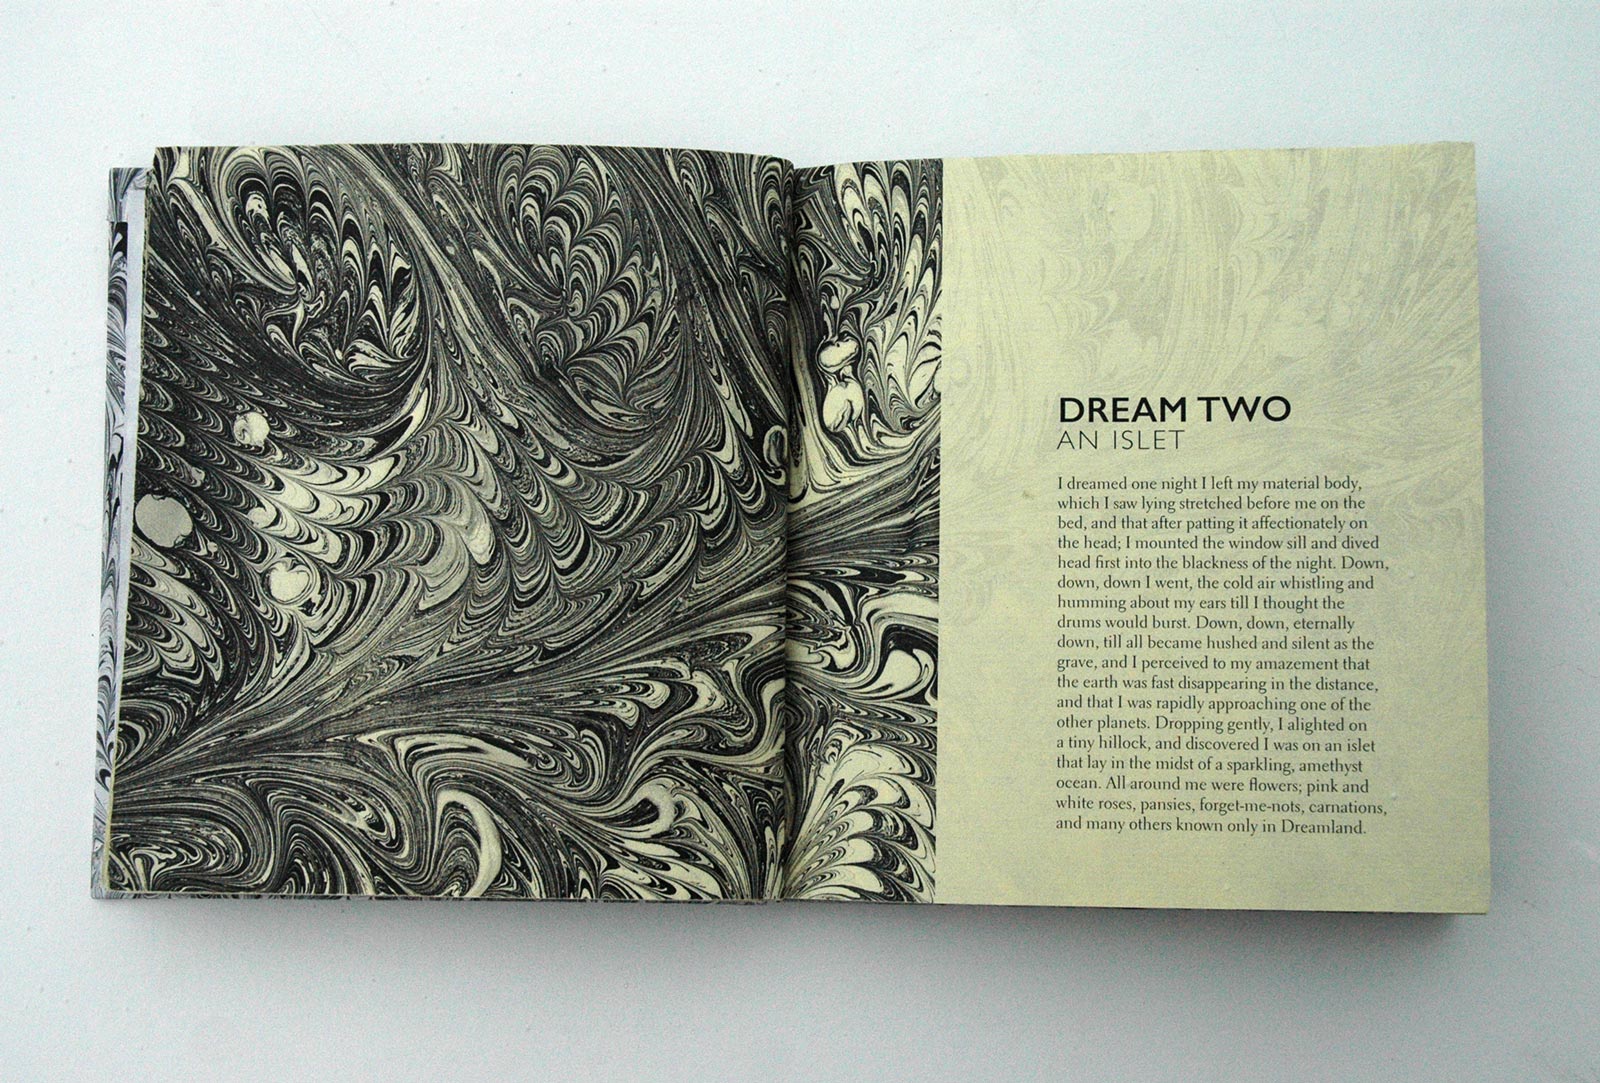 DREAM TWO
AN ISLET
I dreamed one night I left my material body,
which I saw lying stretched before me on the
bed, and that after patting it affectionately on
the head; I mounted the window sill and dived
head first into the blackness of the night. Down,
down, down I went, the cold air whistling and
humming about my ears till I thought the
drums would burst. Down, down, eternally
down, till all became hushed and silent as the
grave, and I perceived to my amazement that
the earth was fast disappearing in the distance,
and that I was rapidly approaching one of the
other planets. Dropping gently, I alighted on
a tiny hillock, and discovered I was on an islet
that lay in the midst of a sparkling, amethyst
ocean. All around me were flowers; pink and
white roses, pansies, forget-me-nots, carnations,
and many others known only in Dreamland.